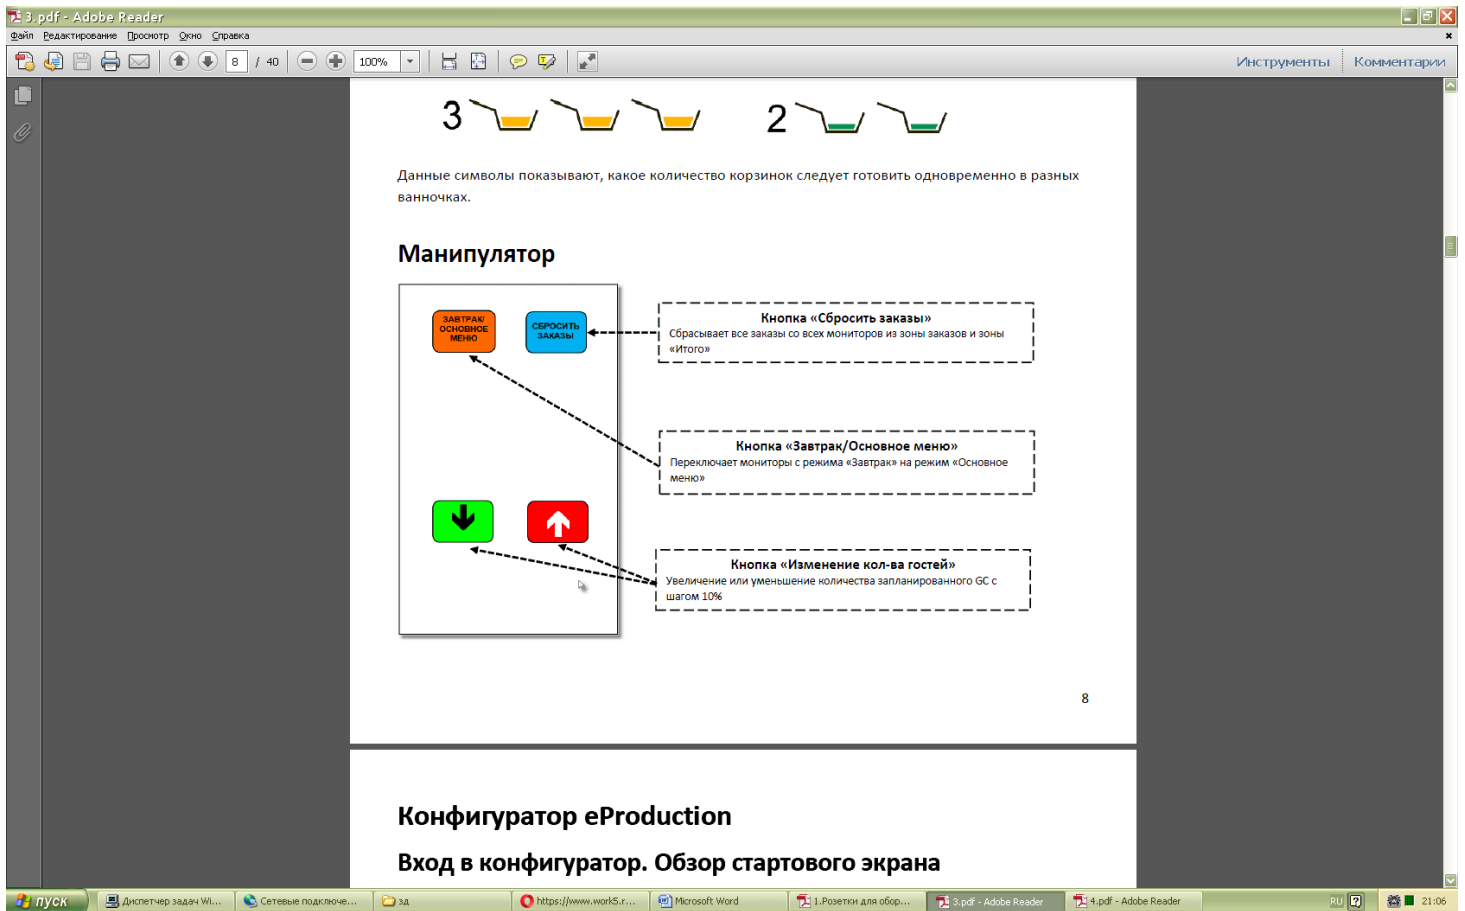 3.pdf - Adobe Reader
Файл Редактирование Просмотр Окно Справка
8 / 40 100% Инструменты Комментарии
3 2
Данные символы показывают, какое количество корзинок следует готовить одновременно в разных
ванночках.
Манипулятор
ЗАВТРАК/
ОСНОВНОЕ
МЕНЮ
СБРОСИТЬ
ЗАКАЗЫ
Кнопка «Сбросить заказы»
Сбрасывает все заказы со всех мониторов из зоны заказов и зоны
«Итого»
Кнопка «Завтрак/Основное меню»
Переключает мониторы с режима «Завтрак» на режим «Основное
меню»
Кнопка «Изменение кол-ва гостей»
Увеличение или уменьшение количества запланированного GC с
шагом 10%
8
Конфигуратор eProduction
Вход в конфигуратор. Обзор стартового экрана
пуск Диспетчер задач Wi... Сетевые подключе... зд https://www.work5.r... Microsoft Word 1.Розетки для обор... 3.pdf - Adobe Reader 4.pdf - Adobe Reader RU 21:06